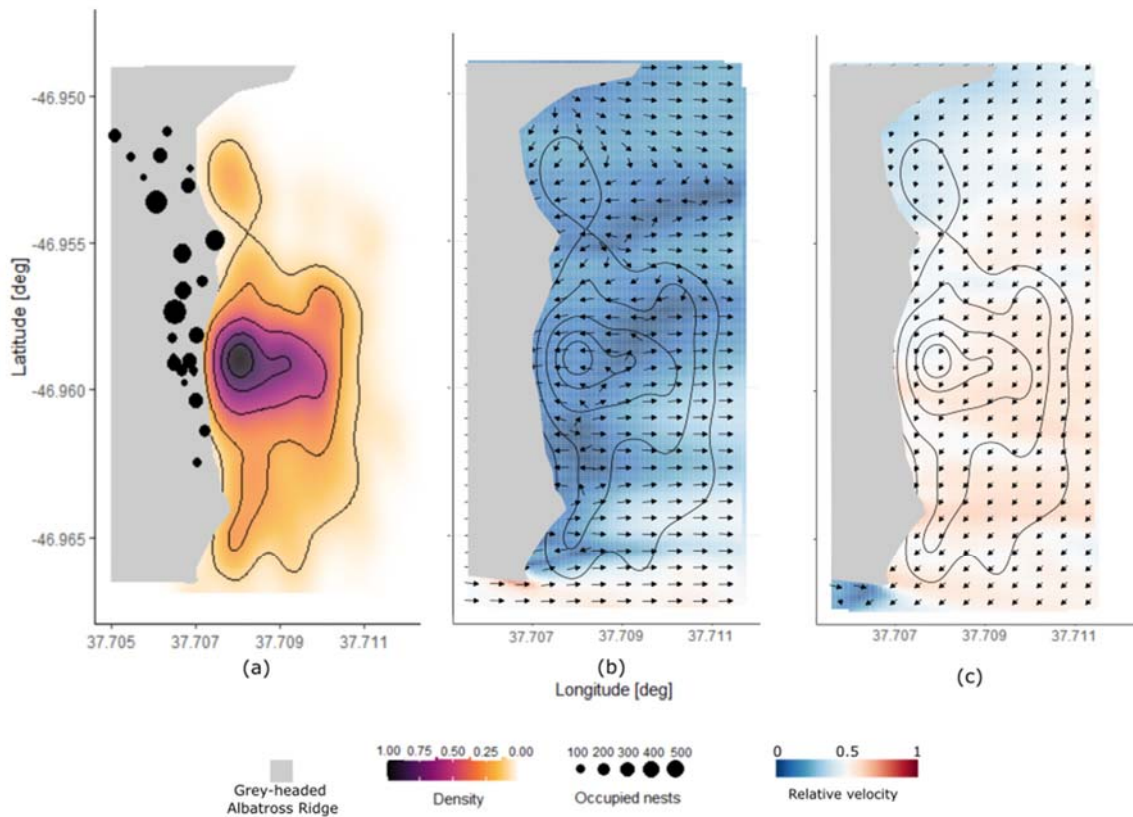 -46.950
-46.955
-46.960
-46.965
Latitude [deg]
37.705 37.707 37.709 37.711
37.707 37.709 37.711
37.707 37.709 37.711
(a)
(b)
(c)
Longitude [deg]
Grey-headed
Albatross Ridge
1.00 0.75 0.50 0.25 0.00
Density
100 200 300 400 500
Occupied nests
0 0.5 1
Relative velocity